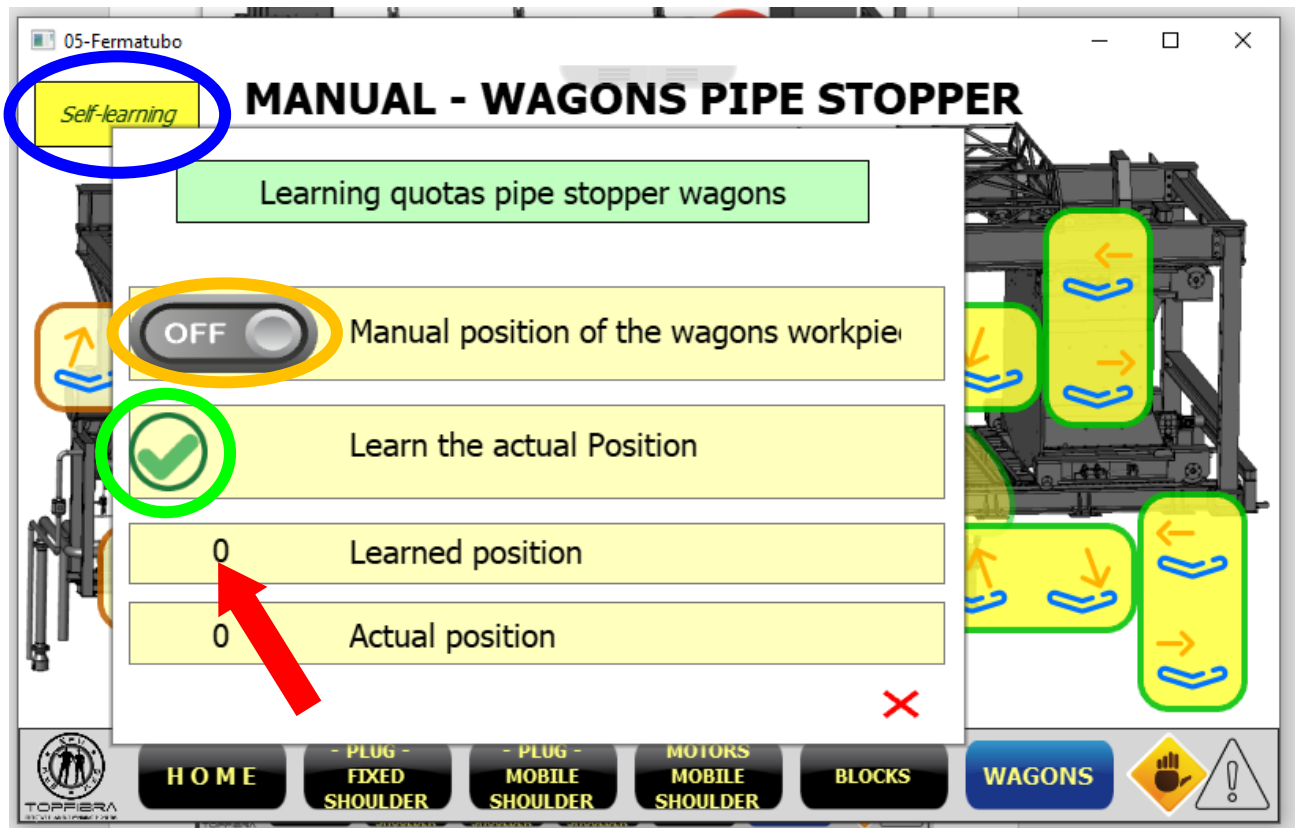 05-Fermatubo
Self-learning
MANUAL - WAGONS PIPE STOPPER
Learning quotas pipe stopper wagons
OFF
Manual position of the wagons workpie
Learn the actual Position
0 Learned position
0 Actual position
HOME
- PLUG -
FIXED
SHOULDER
- PLUG -
MOBILE
SHOULDER
MOTORS
MOBILE
SHOULDER
BLOCKS
WAGONS
TOPFIERA